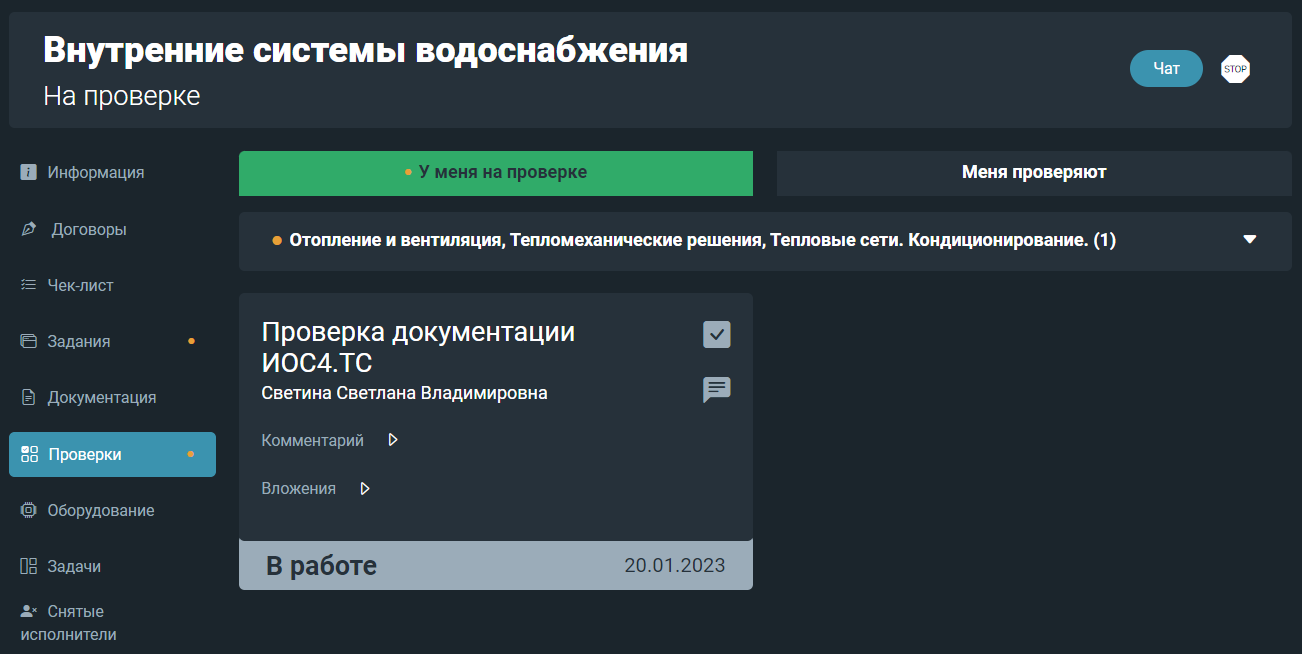 Внутренние системы водоснабжения
На проверке
Чат
STOP
Информация
Договоры
Чек-лист
Задания
Документация
Проверки
Оборудование
Задачи
Снятые
исполнители
У меня на проверке
Меня проверяют
Отопление и вентиляция, Тепломеханические решения, Тепловые сети. Кондиционирование. (1)
Проверка документации
ИОС4.ТС
Светина Светлана Владимировна
Комментарий
Вложения
В работе
20.01.2023